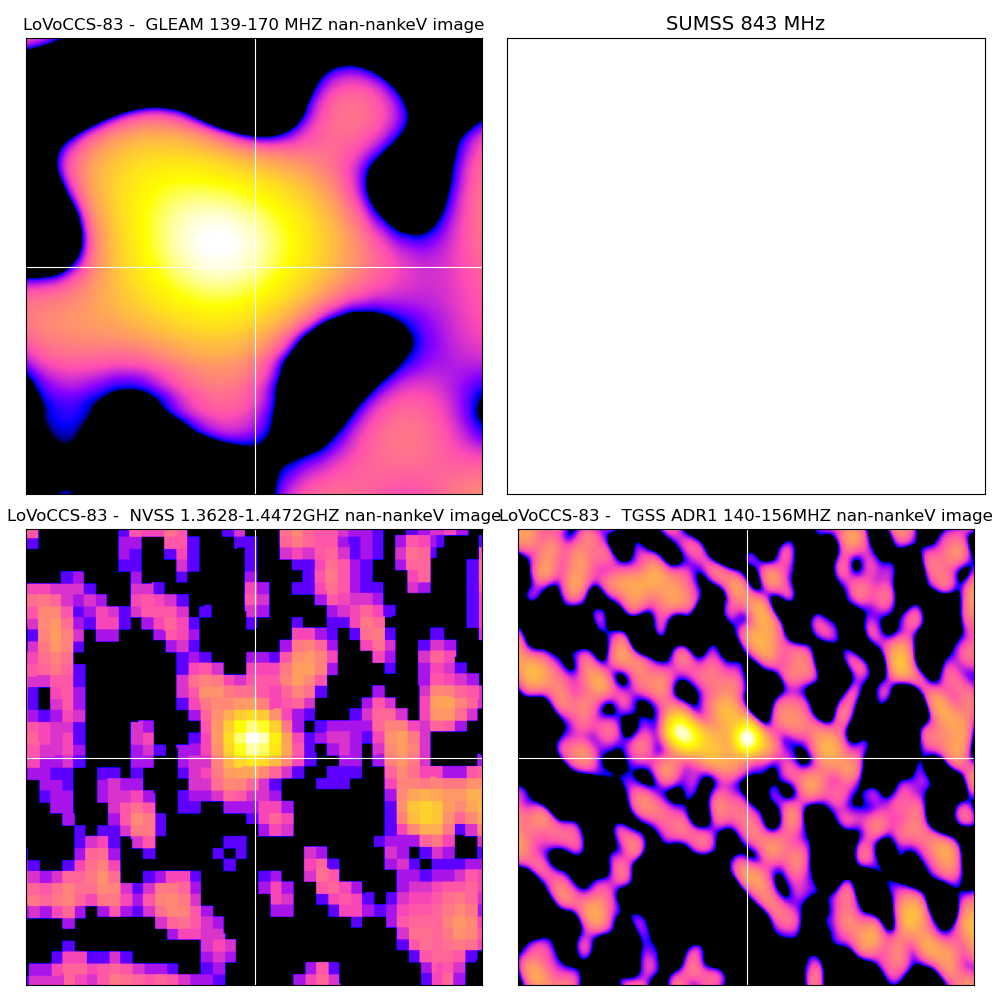 LoVoCCS-83 -  GLEAM 139-170 MHZ nan-nankeV image
SUMSS 843 MHz
LoVoCCS-83 -  NVSS 1.3628-1.4472GHZ nan-nankeV image
LoVoCCS-83 -  TGSS ADR1 140-156MHZ nan-nankeV image